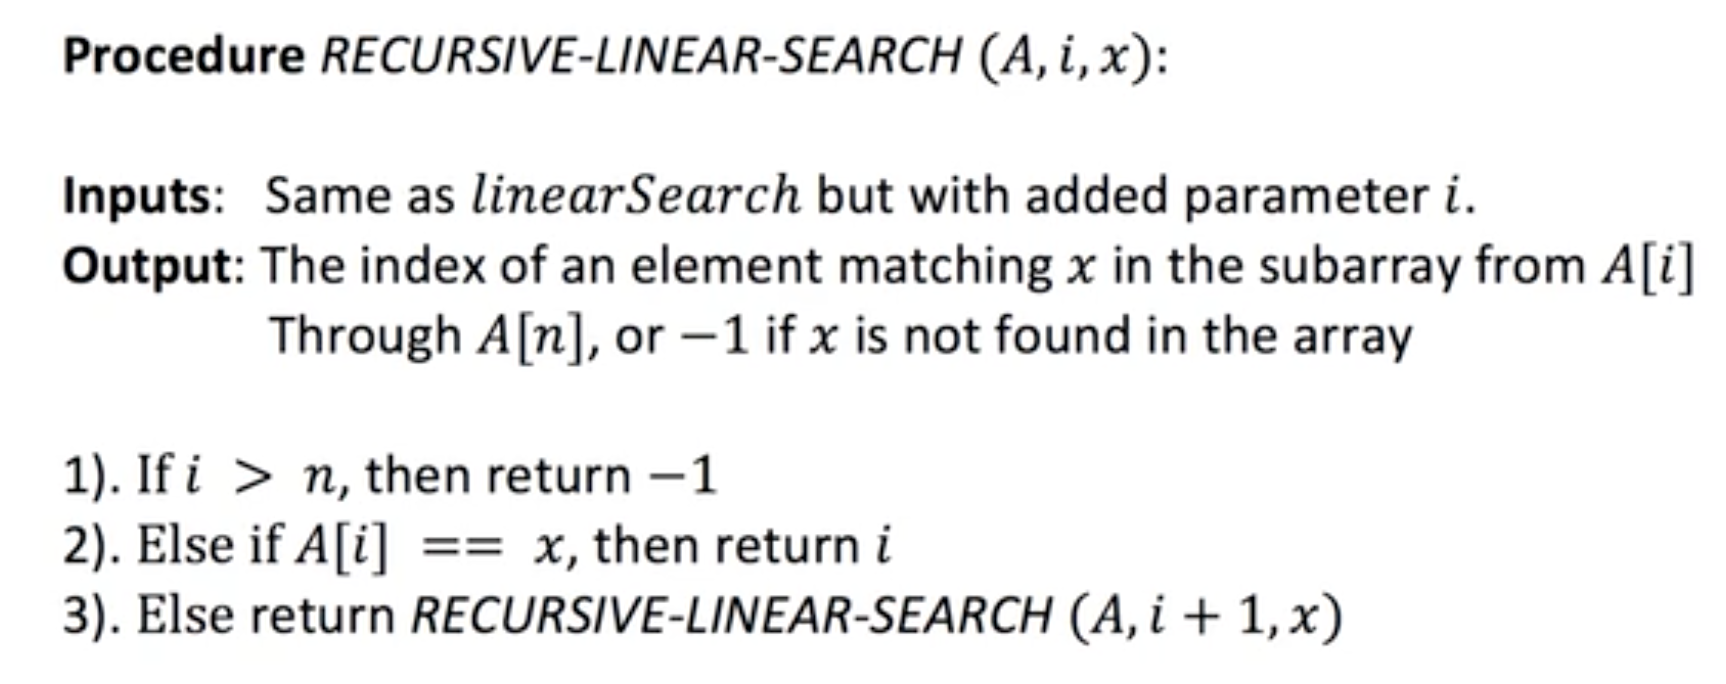 Procedure RECURSIVE-LINEAR-SEARCH (A, i, x):
Inputs: Same as linearSearch but with added parameter i.
Output: The index of an element matching x in the subarray from A[i]
Through A[n], or −1 if x is not found in the array
1). If i > n, then return −1
2). Else if A[i] == x, then return i
3). Else return RECURSIVE-LINEAR-SEARCH (A, i + 1, x)